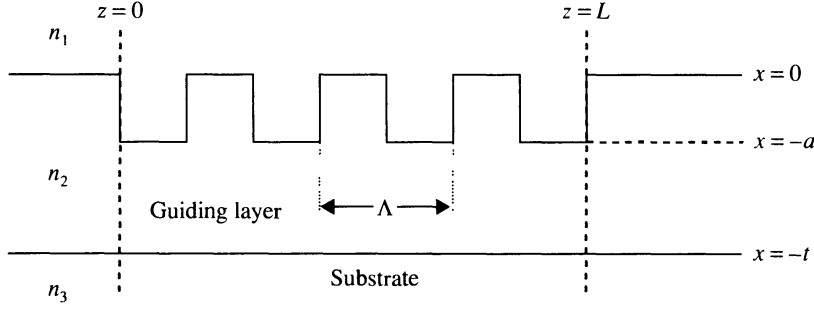 z = 0
z = L
n1
x = 0
x = –a
n2
Guiding layer
Λ
x = –t
Substrate
n3